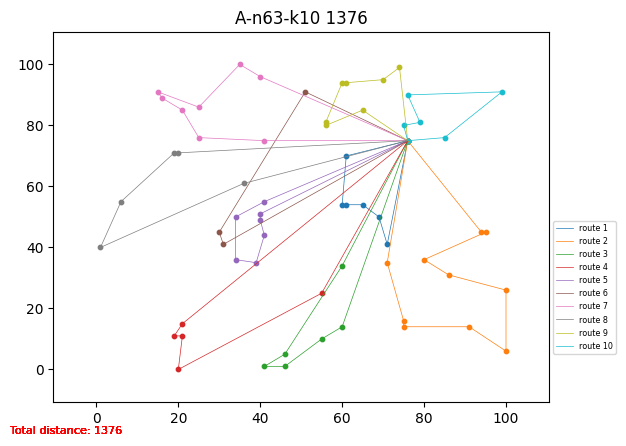 A-n63-k10 1376
100
80
60
40
20
0
0 20 40 60 80 100
route 1
route 2
route 3
route 4
route 5
route 6
route 7
route 8
route 9
route 10
Total distance: 1376